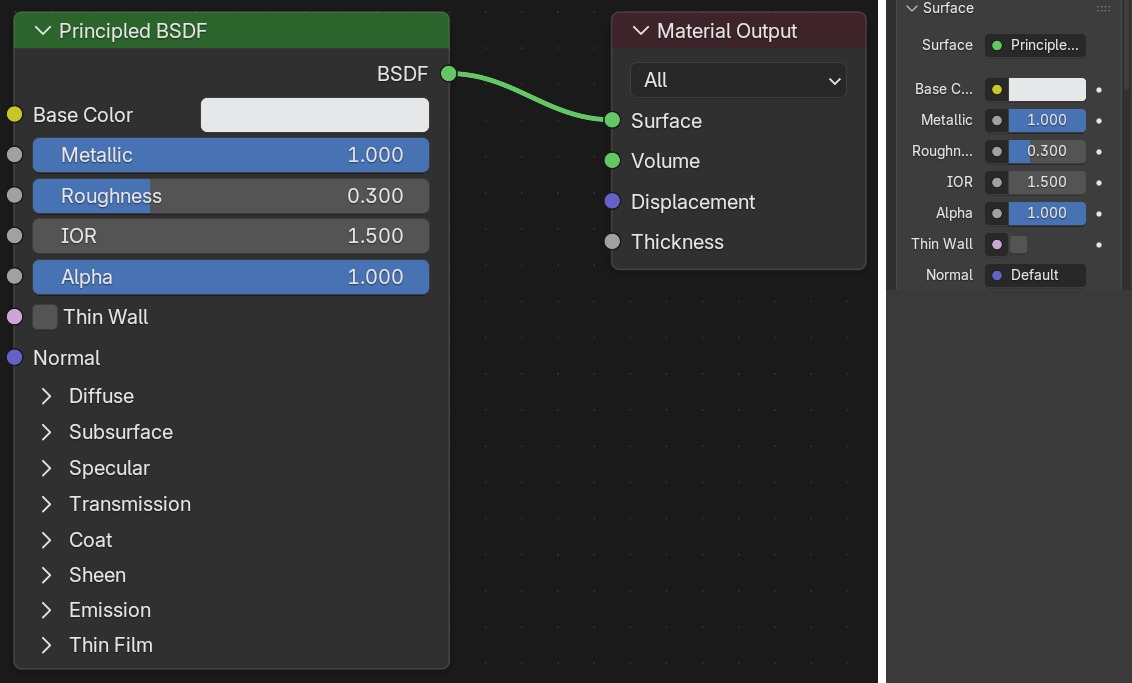 Principled BSDF
BSDF
Base Color
Metallic 1.000
Roughness 0.300
IOR 1.500
Alpha 1.000
Thin Wall
Normal
Diffuse
Subsurface
Specular
Transmission
Coat
Sheen
Emission
Thin Film
Material Output
All
Surface
Volume
Displacement
Thickness
Surface
Surface Principle...
Base C...
Metallic 1.000
Roughn... 0.300
IOR 1.500
Alpha 1.000
Thin Wall
Normal Default